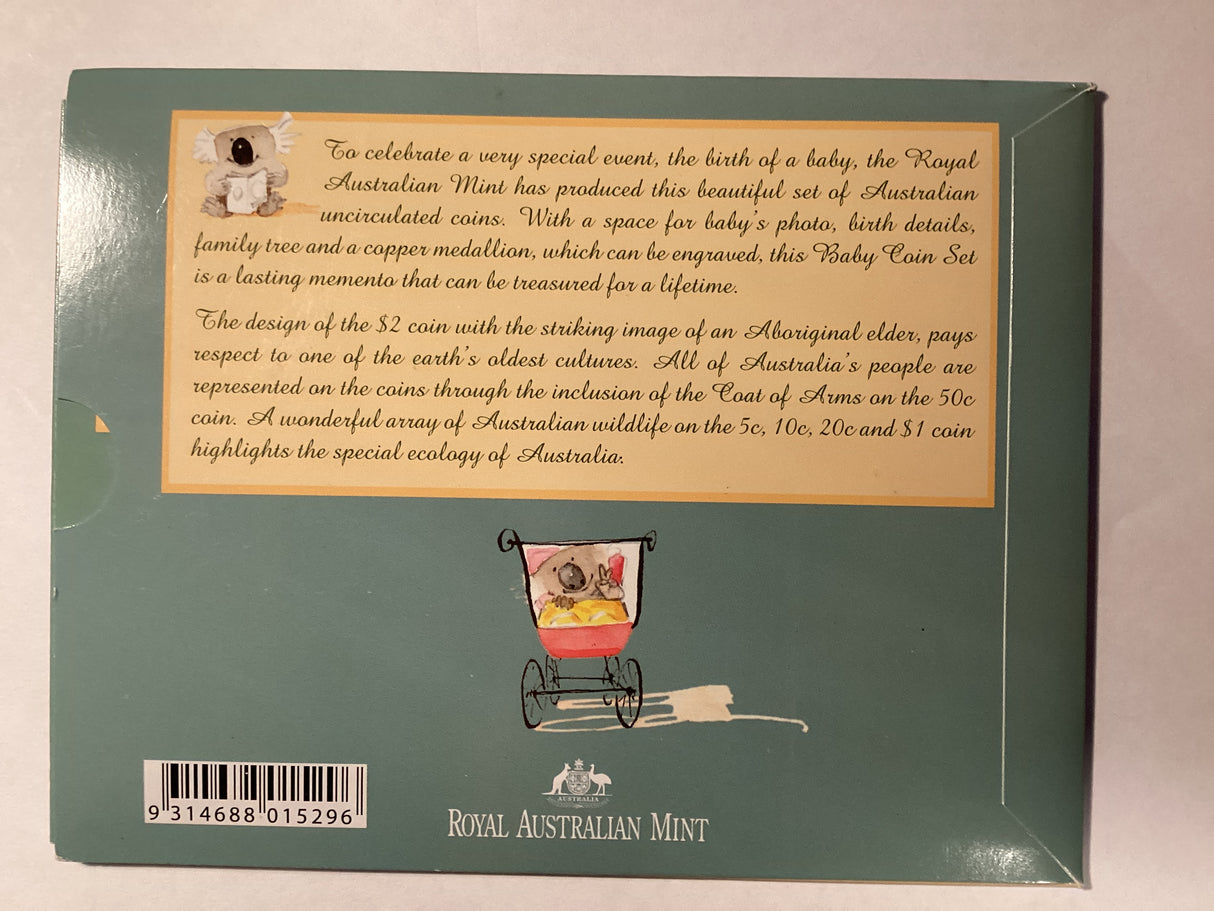 To celebrate a very special event, the birth of a baby, the Royal
Australian Mint has produced this beautiful set of Australian
uncirculated coins. With a space for baby's photo, birth details,
family tree and a copper medallion, which can be engraved, this Baby Coin Set
is a lasting memento that can be treasured for a lifetime.
The design of the $2 coin with the striking image of an Aboriginal elder, pays
respect to one of the earth's oldest cultures. All of Australia's people are
represented on the coins through the inclusion of the Coat of Arms on the 50c
coin. A wonderful array of Australian wildlife on the 5c, 10c, 20c and $1 coin
highlights the special ecology of Australia.
9 314688 015296
AUSTRALIA
ROYAL AUSTRALIAN MINT